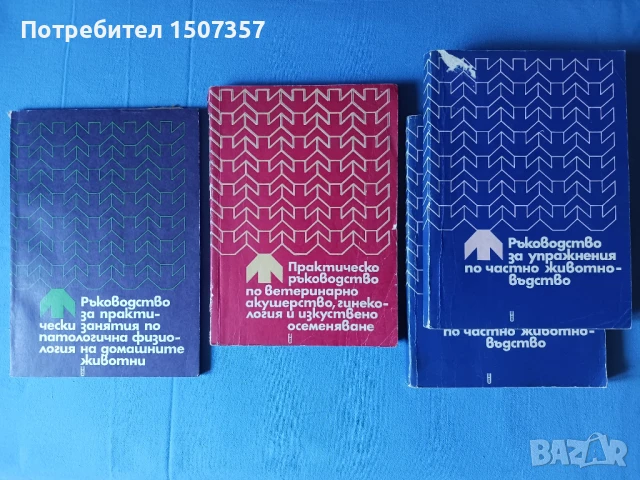 Потребител 1507357
Ръководство
за практи-
чески занятия по
патологична физио-
логия на домашните
животни
Практическо
ръководство
по ветеринарно
акушерство, гинеко-
логия и изкуствено
осеменяване
Ръководство
за упражнения
по частно животно-
въдство
по частно животно-
въдство
BAZAR